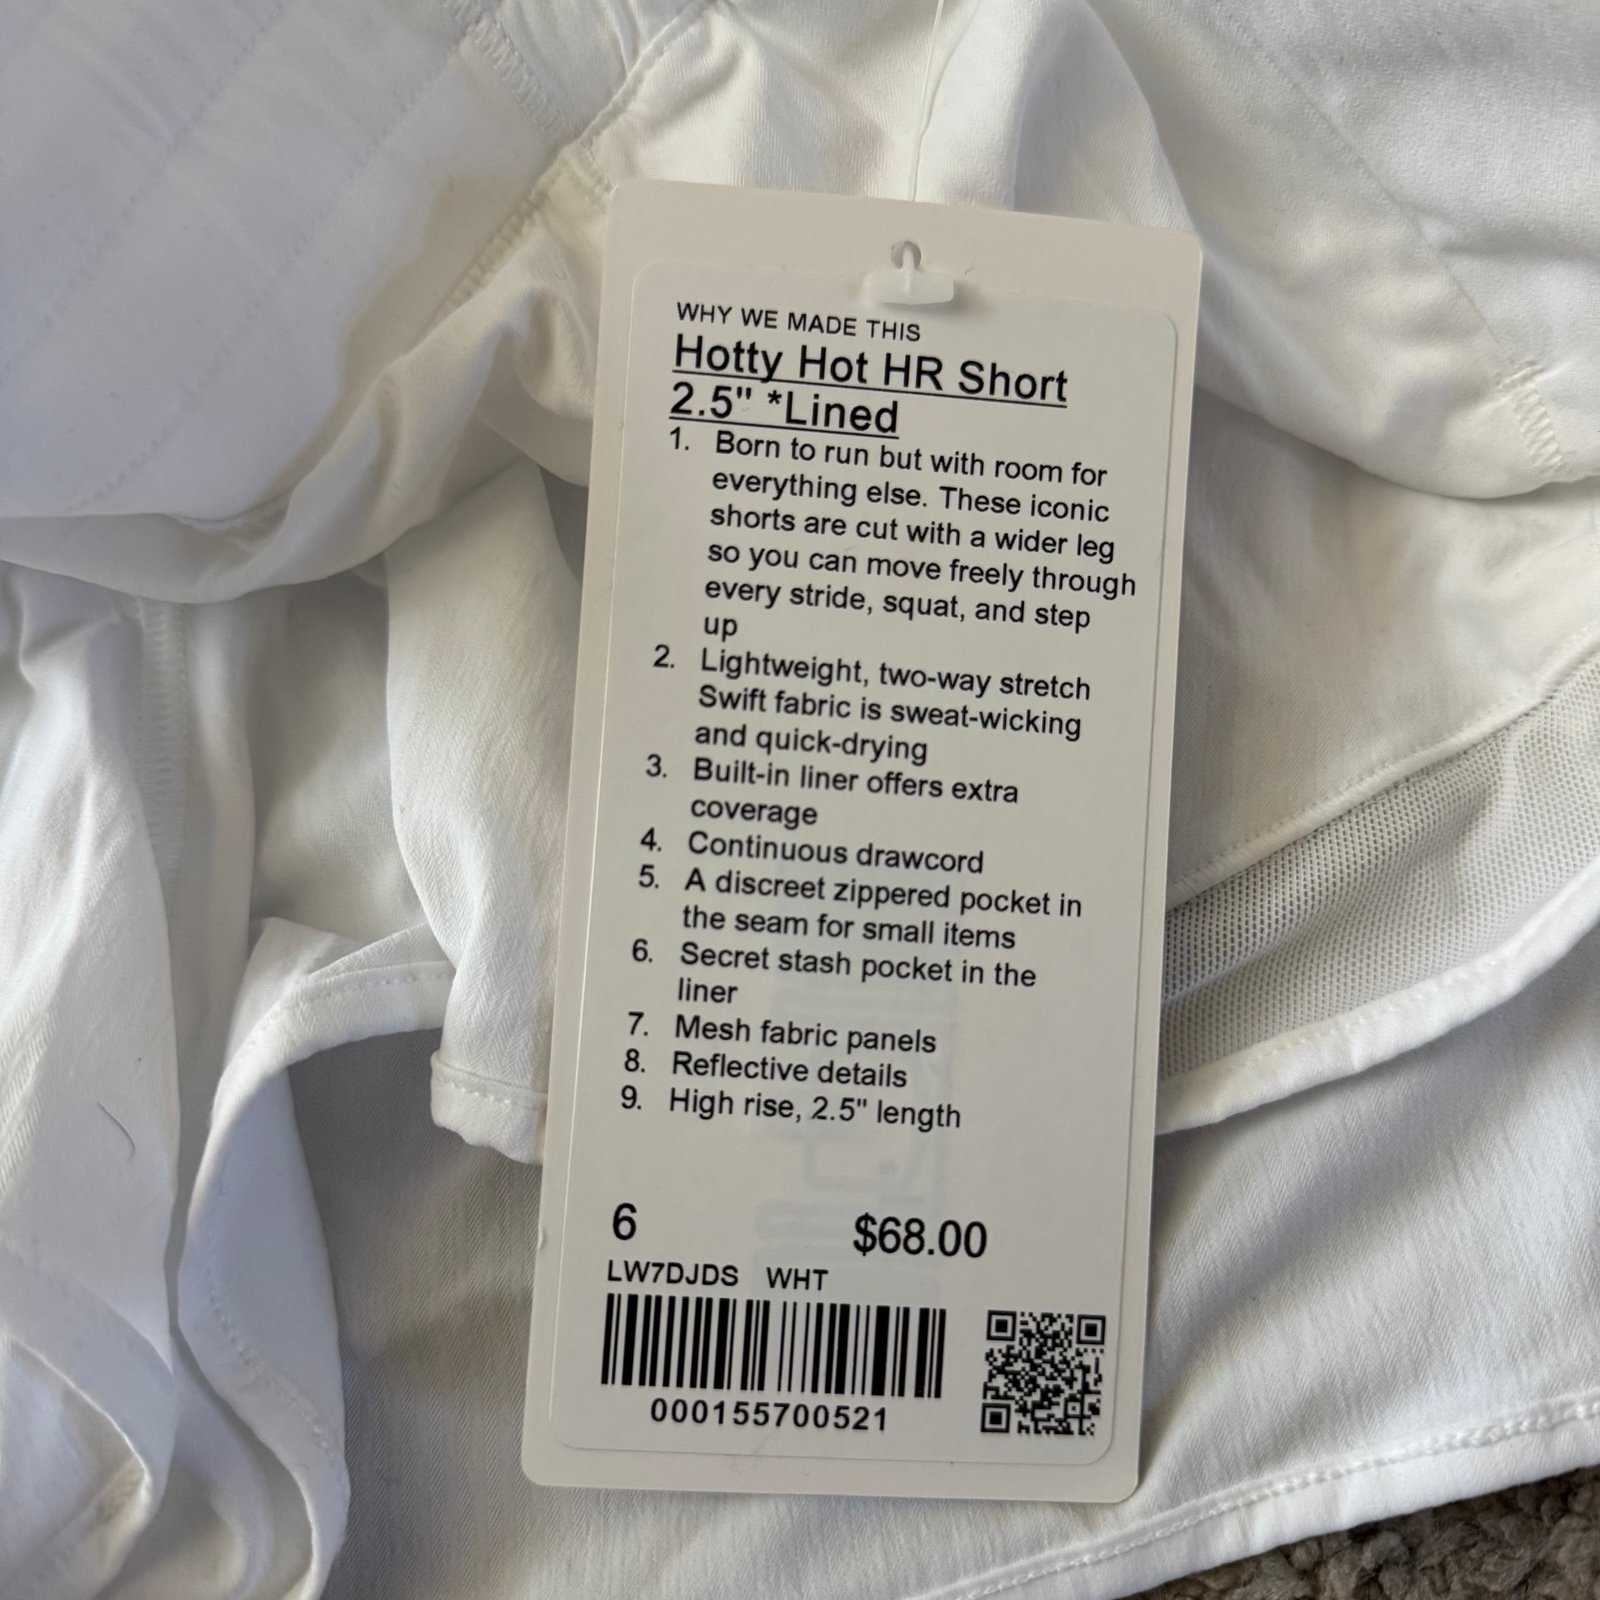 WHY WE MADE THIS
Hotty Hot HR Short
2.5" *Lined
1. Born to run but with room for
everything else. These iconic
shorts are cut with a wider leg
so you can move freely through
every stride, squat, and step
up
2. Lightweight, two-way stretch
Swift fabric is sweat-wicking
and quick-drying
3. Built-in liner offers extra
coverage
4. Continuous drawcord
5. A discreet zippered pocket in
the seam for small items
6. Secret stash pocket in the
liner
7. Mesh fabric panels
8. Reflective details
9. High rise, 2.5" length
6 $68.00
LW7DJDS WHT
000155700521